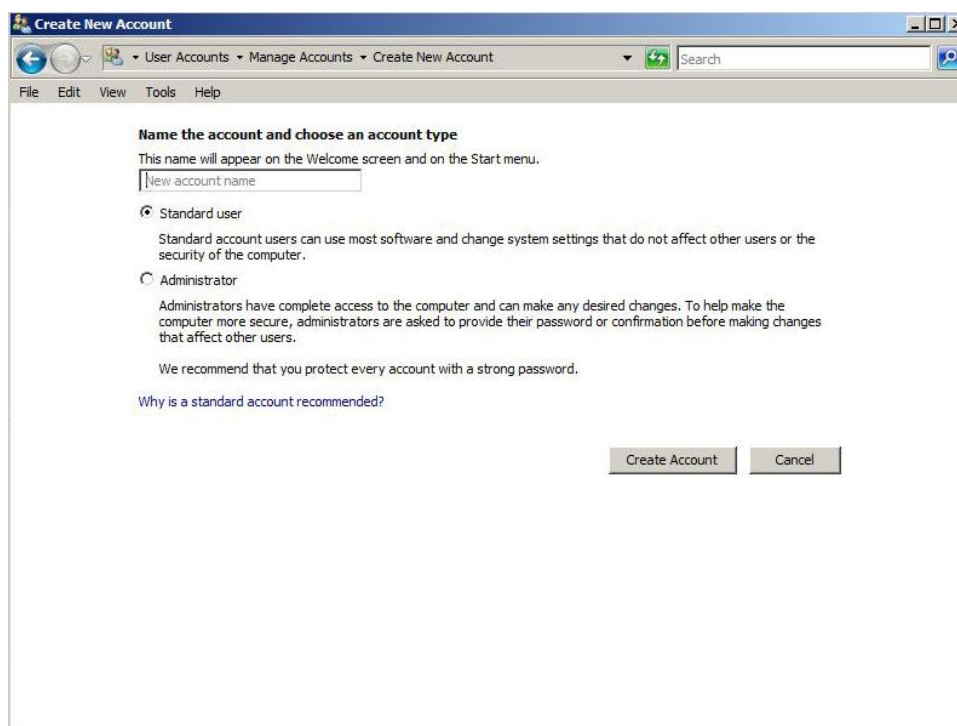 Create New Account
User Accounts Manage Accounts Create New Account
Search
File Edit View Tools Help
Name the account and choose an account type
This name will appear on the Welcome screen and on the Start menu.
New account name
Standard user
Standard account users can use most software and change system settings that do not affect other users or the
security of the computer.
Administrator
Administrators have complete access to the computer and can make any desired changes. To help make the
computer more secure, administrators are asked to provide their password or confirmation before making changes
that affect other users.
We recommend that you protect every account with a strong password.
Why is a standard account recommended?
Create Account Cancel